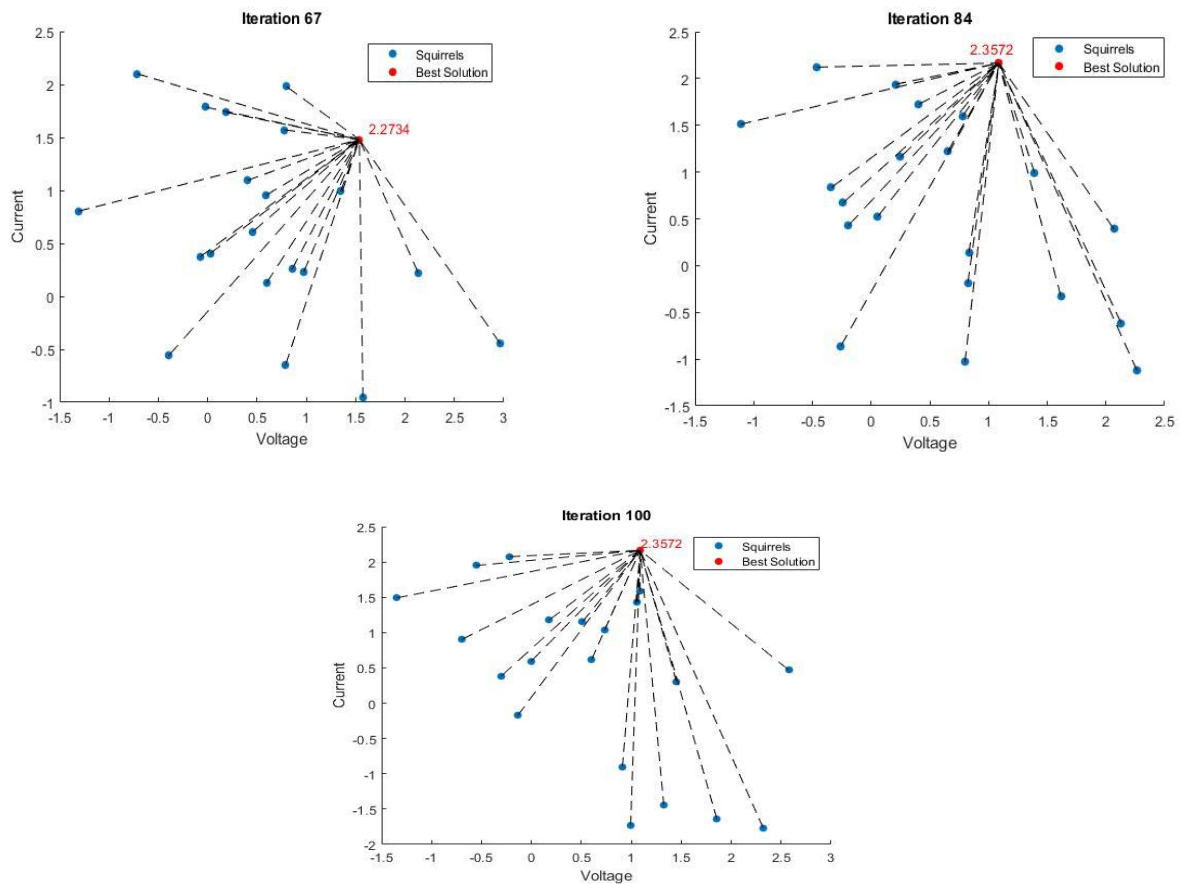 Iteration 67
2.5
2
1.5
1
0.5
0
-0.5
-1
Current
Squirrels
Best Solution
2.2734
-1.5 -1 -0.5 0 0.5 1 1.5 2 2.5 3
Voltage
Iteration 84
2.5
2
1.5
1
0.5
0
-0.5
-1
-1.5
Current
2.3572
Squirrels
Best Solution
-1.5 -1 -0.5 0 0.5 1 1.5 2 2.5
Voltage
Iteration 100
2.5
2
1.5
1
0.5
0
-0.5
-1
-1.5
-2
Current
2.3572
Squirrels
Best Solution
-1.5 -1 -0.5 0 0.5 1 1.5 2 2.5 3
Voltage